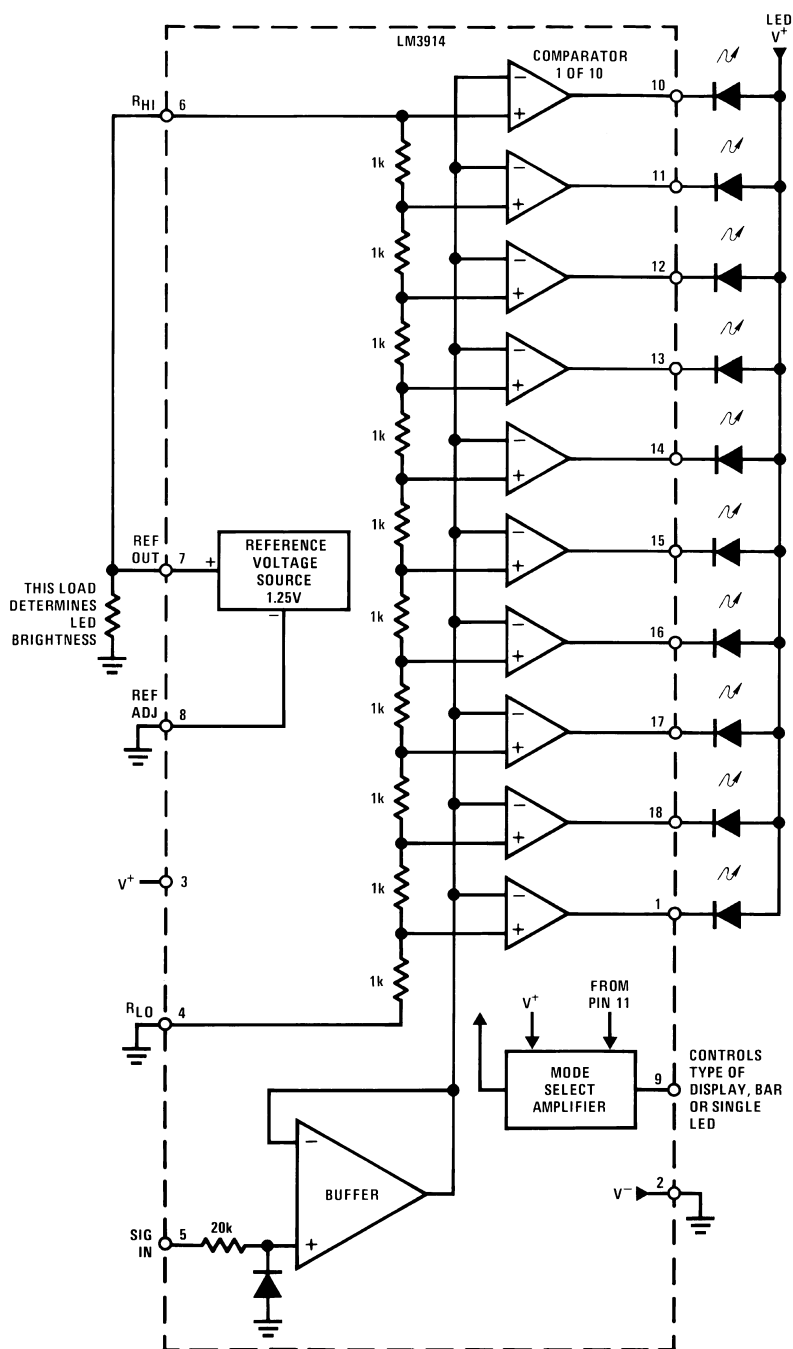 LED
V+
LM3914
COMPARATOR
1 OF 10
RHI
6
−
+
10
1k
−
+
11
1k
−
+
12
1k
−
+
13
1k
−
+
14
1k
−
+
15
REF
OUT
7
+
REFERENCE
VOLTAGE
SOURCE
1.25V
−
THIS LOAD
DETERMINES
LED
BRIGHTNESS
1k
−
+
16
1k
−
+
17
REF
ADJ
8
1k
−
+
18
V+
3
1k
−
+
1
1k
RLO
4
V+
FROM
PIN 11
MODE
SELECT
AMPLIFIER
9
CONTROLS
TYPE OF
DISPLAY, BAR
OR SINGLE
LED
−
BUFFER
+
V−
2
SIG
IN
5
20k